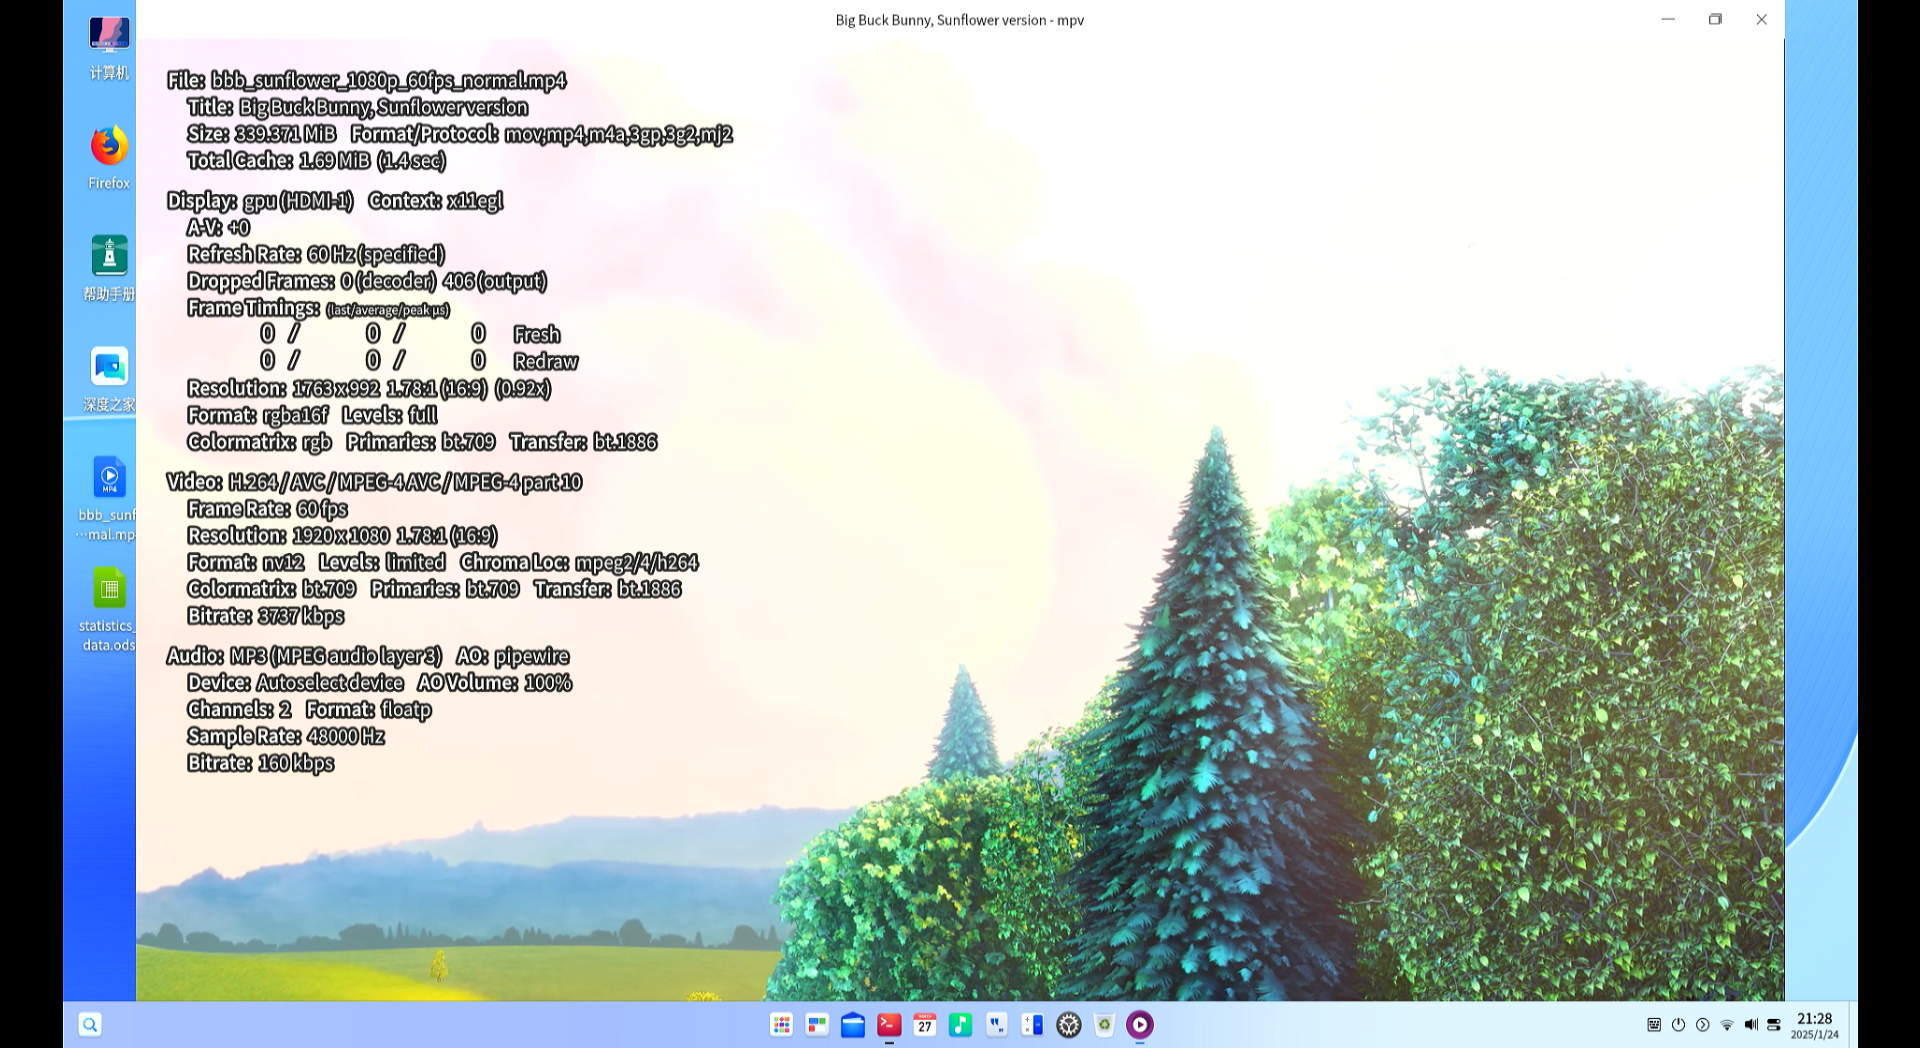 Big Buck Bunny, Sunflower version - mpv
计算机
Firefox
帮助手册
深度之家
MP4
bbb_sunf
…mal.mp
statistics_
data.ods
File: bbb_sunflower_1080p_60fps_normal.mp4
Title: Big Buck Bunny, Sunflower version
Size: 339.371 MiB Format/Protocol: mov,mp4,m4a,3gp,3g2,mj2
Total Cache: 1.69 MiB (1.4 sec)
Display: gpu (HDMI-1) Context: x11egl
A-V: +0
Refresh Rate: 60 Hz (specified)
Dropped Frames: 0 (decoder) 406 (output)
Frame Timings: (last/average/peak μs)
0 / 0 / 0 Fresh
0 / 0 / 0 Redraw
Resolution: 1763 x 992 1.78:1 (16:9) (0.92x)
Format: rgba16f Levels: full
Colormatrix: rgb Primaries: bt.709 Transfer: bt.1886
Video: H.264 / AVC / MPEG-4 AVC / MPEG-4 part 10
Frame Rate: 60 fps
Resolution: 1920 x 1080 1.78:1 (16:9)
Format: nv12 Levels: limited Chroma Loc: mpeg2/4/h264
Colormatrix: bt.709 Primaries: bt.709 Transfer: bt.1886
Bitrate: 3737 kbps
Audio: MP3 (MPEG audio layer 3) AO: pipewire
Device: Autoselect device AO Volume: 100%
Channels: 2 Format: floatp
Sample Rate: 48000 Hz
Bitrate: 160 kbps
27
21:28
2025/1/24